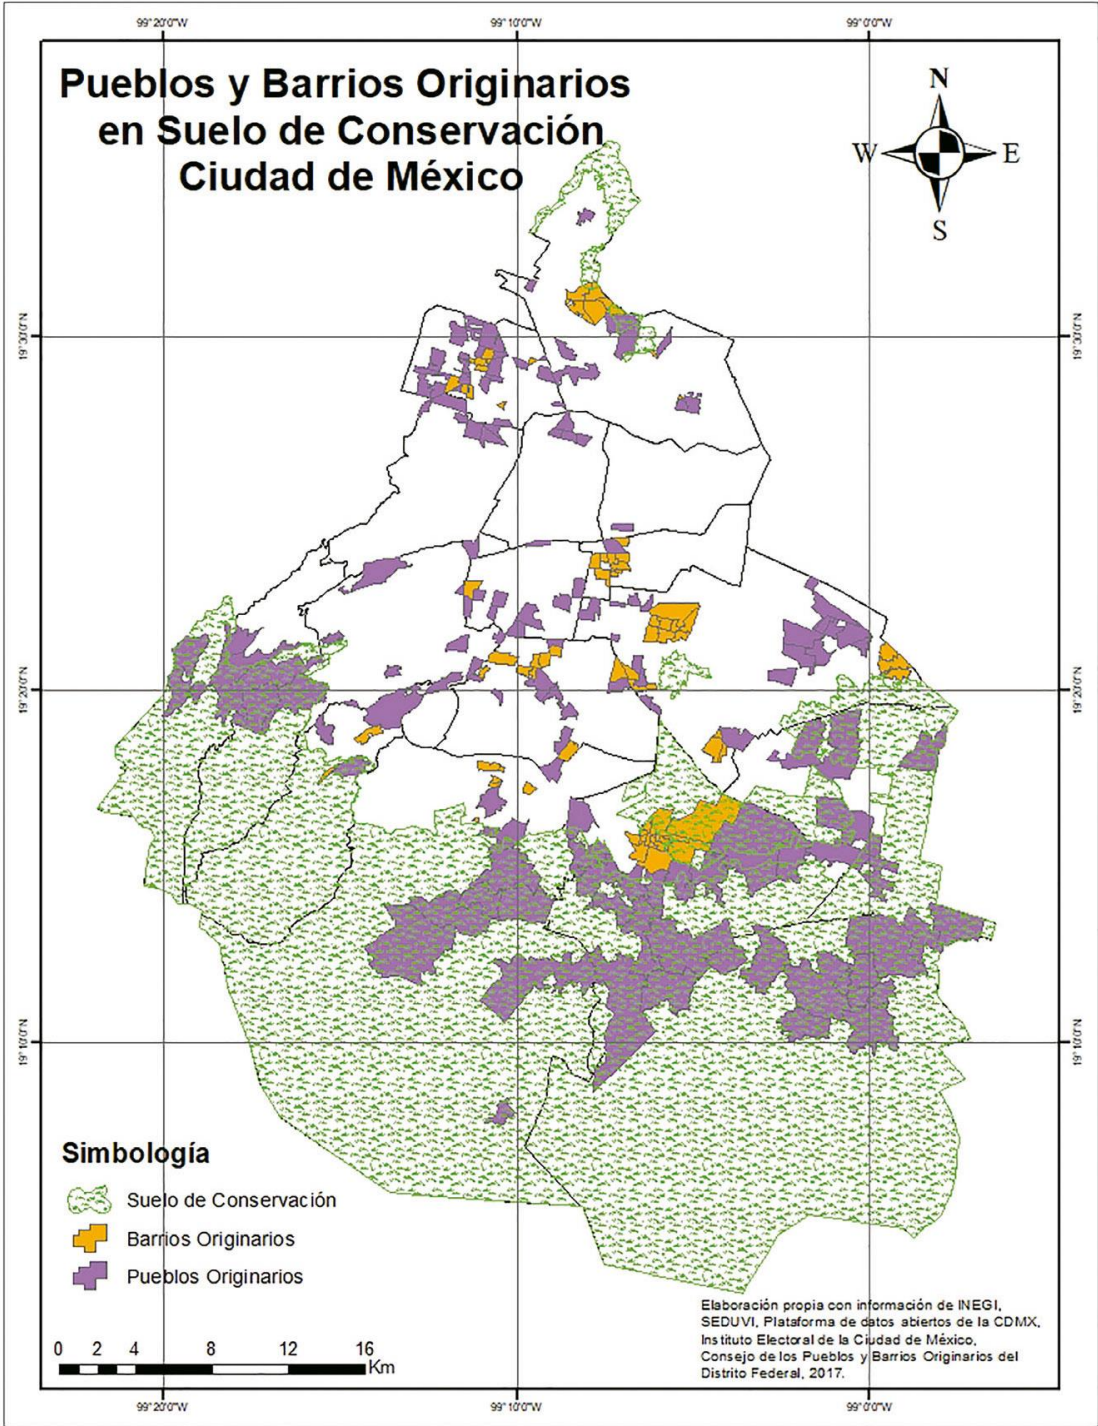 99°20'0"W 99°10'0"W 99°0'0"W
Pueblos y Barrios Originarios
en Suelo de Conservación
Ciudad de México
N
W E
S
19°30'0"N 19°30'0"N
19°20'0"N 19°20'0"N
19°10'0"N 19°10'0"N
Simbología
Suelo de Conservación
Barrios Originarios
Pueblos Originarios
0 2 4 8 12 16
Km
Elaboración propia con información de INEGI,
SEDUVI, Plataforma de datos abiertos de la CDMX,
Instituto Electoral de la Ciudad de México,
Consejo de los Pueblos y Barrios Originarios del
Distrito Federal, 2017.
99°20'0"W 99°10'0"W 99°0'0"W